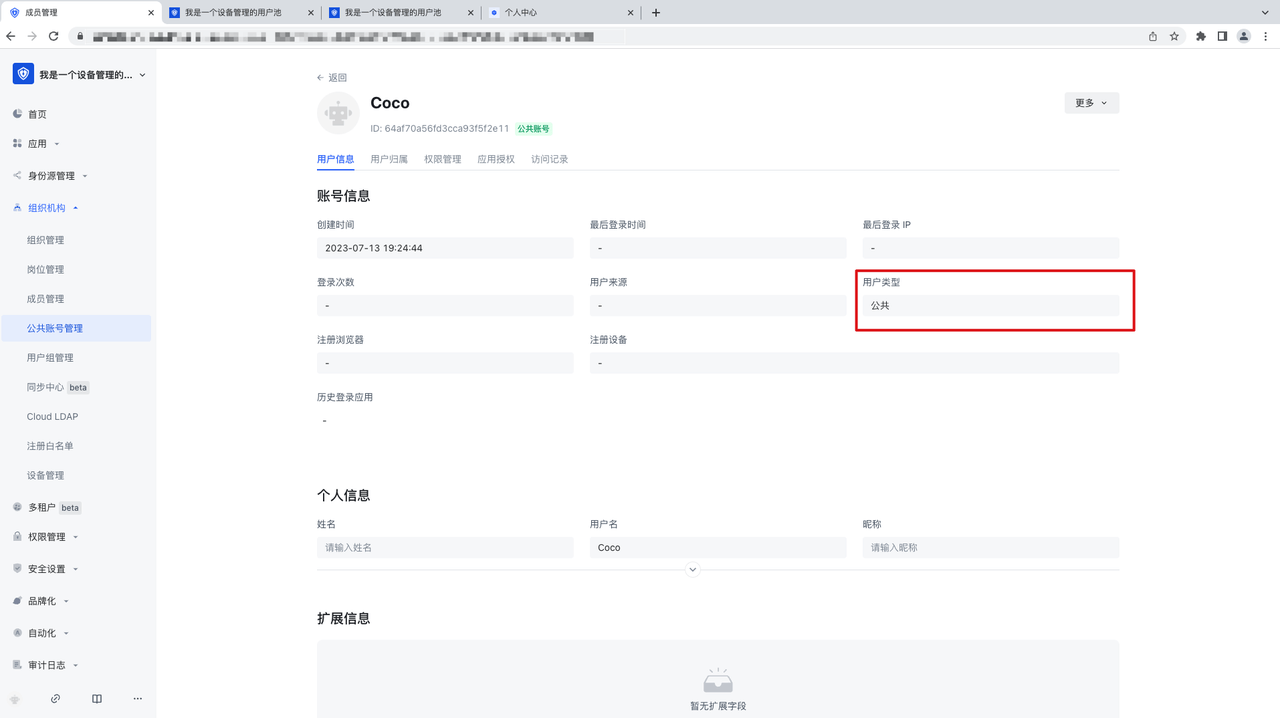 成员管理
我是一个设备管理的用户池
我是一个设备管理的用户池
个人中心
我是一个设备管理的...
首页
应用
身份源管理
组织机构
组织管理
岗位管理
成员管理
公共账号管理
用户组管理
同步中心 beta
Cloud LDAP
注册白名单
设备管理
多租户 beta
权限管理
安全设置
品牌化
自动化
审计日志
返回
Coco
更多
ID: 64af70a56fd3cca93f5f2e11 公共账号
用户信息 用户归属 权限管理 应用授权 访问记录
账号信息
创建时间 最后登录时间 最后登录 IP
2023-07-13 19:24:44 - -
登录次数 用户来源 用户类型
- - 公共
注册浏览器 注册设备
- -
历史登录应用
-
个人信息
姓名 用户名 昵称
请输入姓名 Coco 请输入昵称
扩展信息
暂无扩展字段